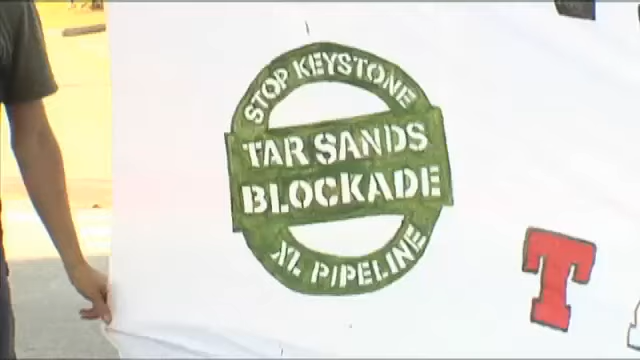 STOP KEYSTONE
TAR SANDS
BLOCKADE
XL PIPELINE
T